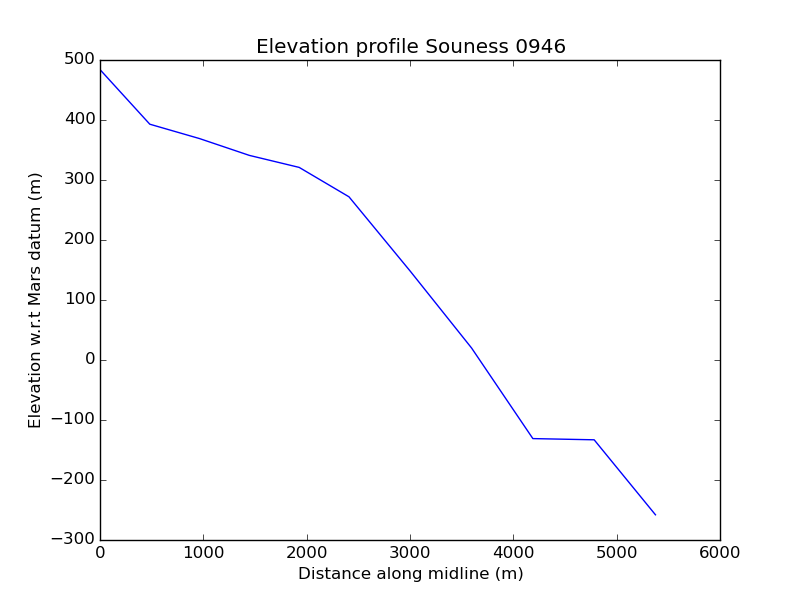 Elevation profile Souness 0946
500
400
300
200
100
0
−100
−200
−300
Elevation w.r.t Mars datum (m)
0 1000 2000 3000 4000 5000 6000
Distance along midline (m)